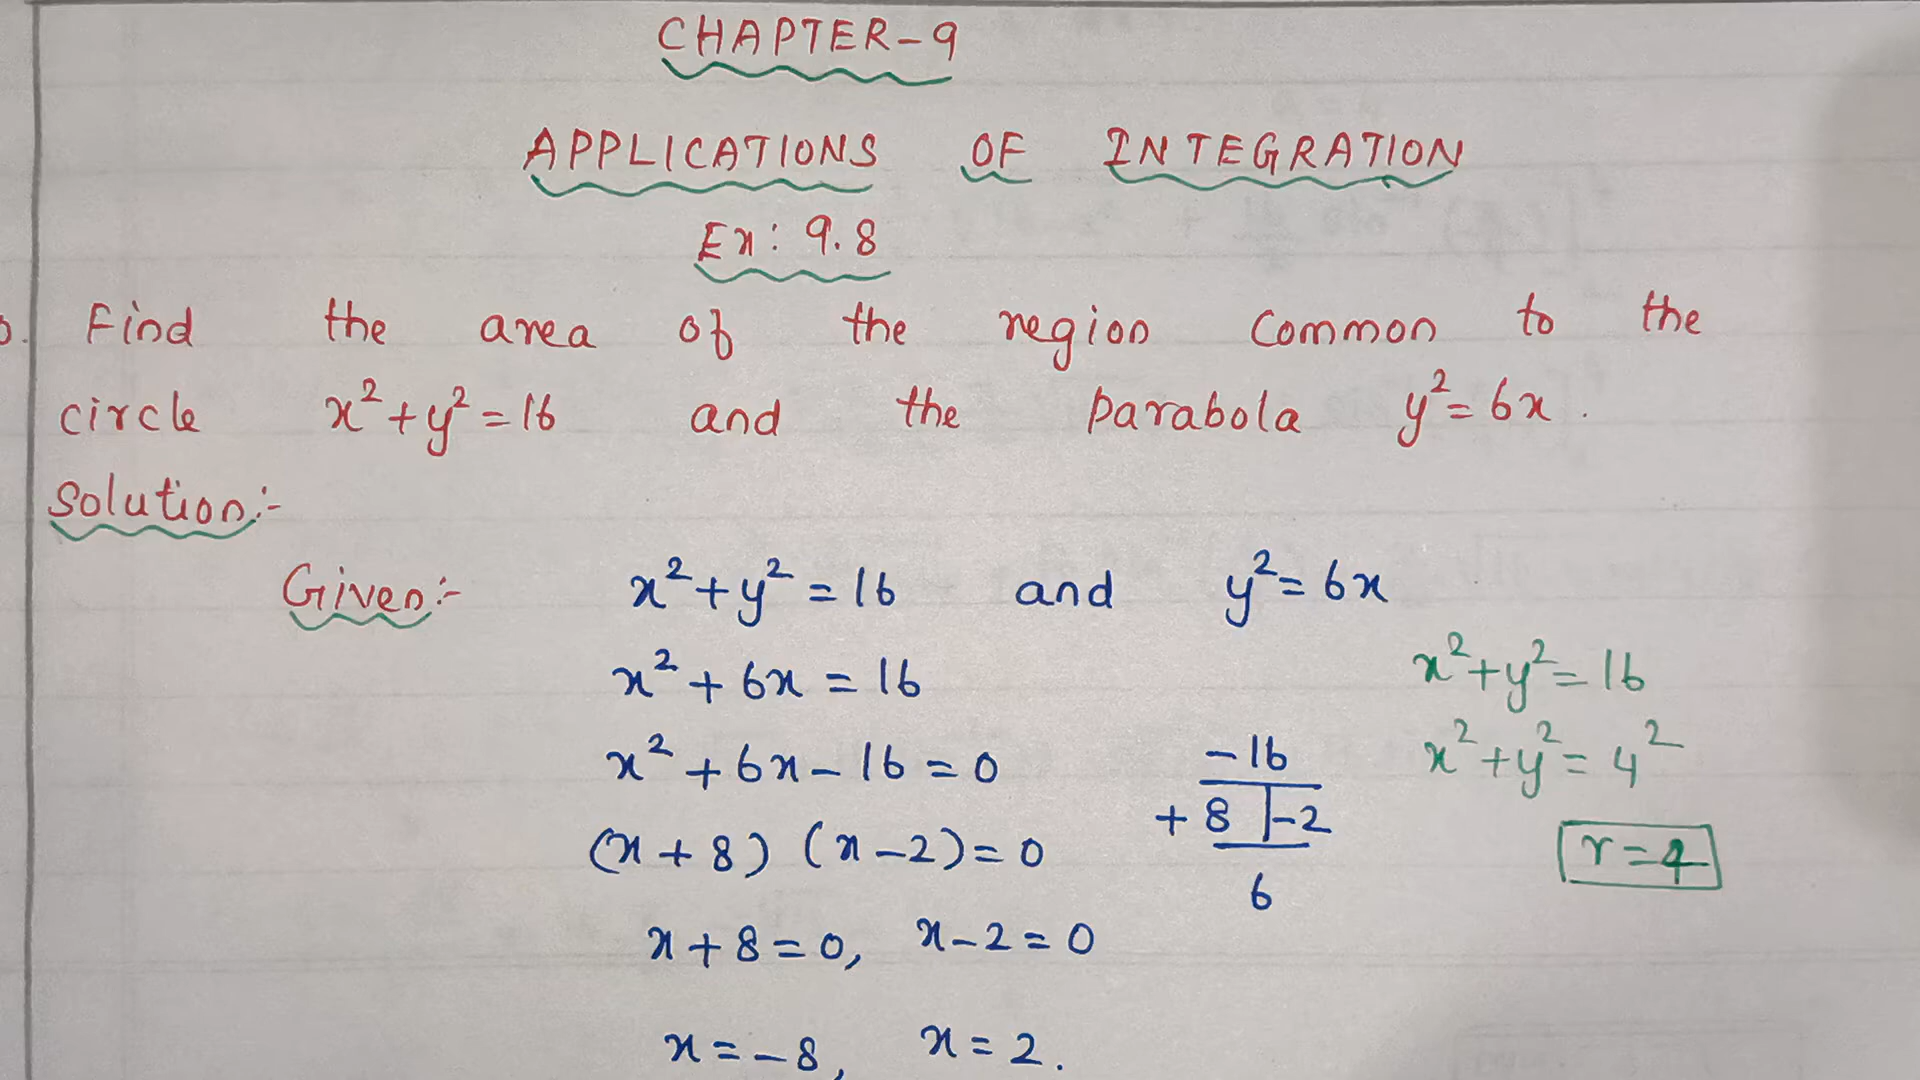 CHAPTER-9
APPLICATIONS OF INTEGRATION
Ex: 9.8
Find the area of the region common to the
circle x²+y²=16 and the parabola y²=6x.
Solution:-
Given:- x²+y²=16 and y²=6x
x²+6x=16
x²+y²=16
x²+6x-16=0
-16
x²+y²=4²
+8 | -2
(x+8) (x-2)=0
r=4
6
x+8=0, x-2=0
x=-8, x=2.